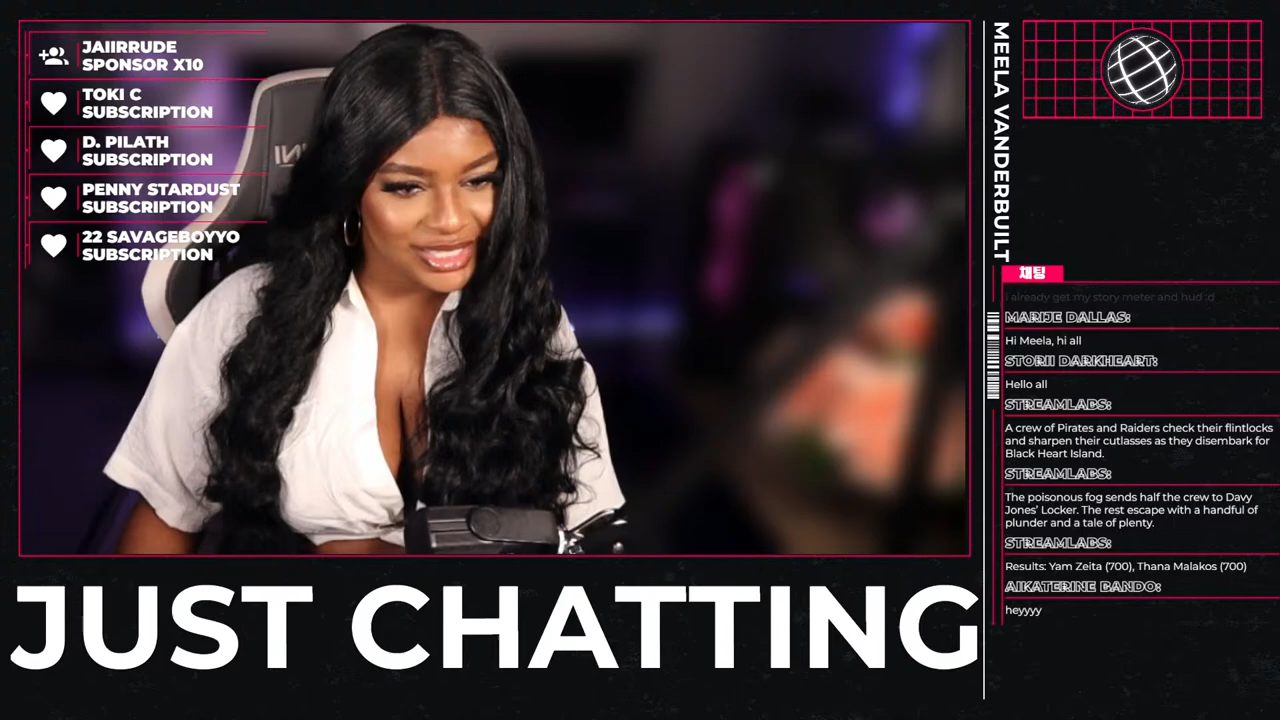 JAIIRRUDE
SPONSOR X10
TOKI C
SUBSCRIPTION
D. PILATH
SUBSCRIPTION
PENNY STARDUST
SUBSCRIPTION
22 SAVAGEBOYYO
SUBSCRIPTION
JUST CHATTING
MEELA VANDERBUILT
채팅
i already get my story meter and hud :d
MARIJE DALLAS:
Hi Meela, hi all
STORII DARKHEART:
Hello all
STREAMLABS:
A crew of Pirates and Raiders check their flintlocks
and sharpen their cutlasses as they disembark for
Black Heart Island.
STREAMLABS:
The poisonous fog sends half the crew to Davy
Jones' Locker. The rest escape with a handful of
plunder and a tale of plenty.
STREAMLABS:
Results: Yam Zeita (700), Thana Malakos (700)
AIKATERINE BANDO:
heyyyy